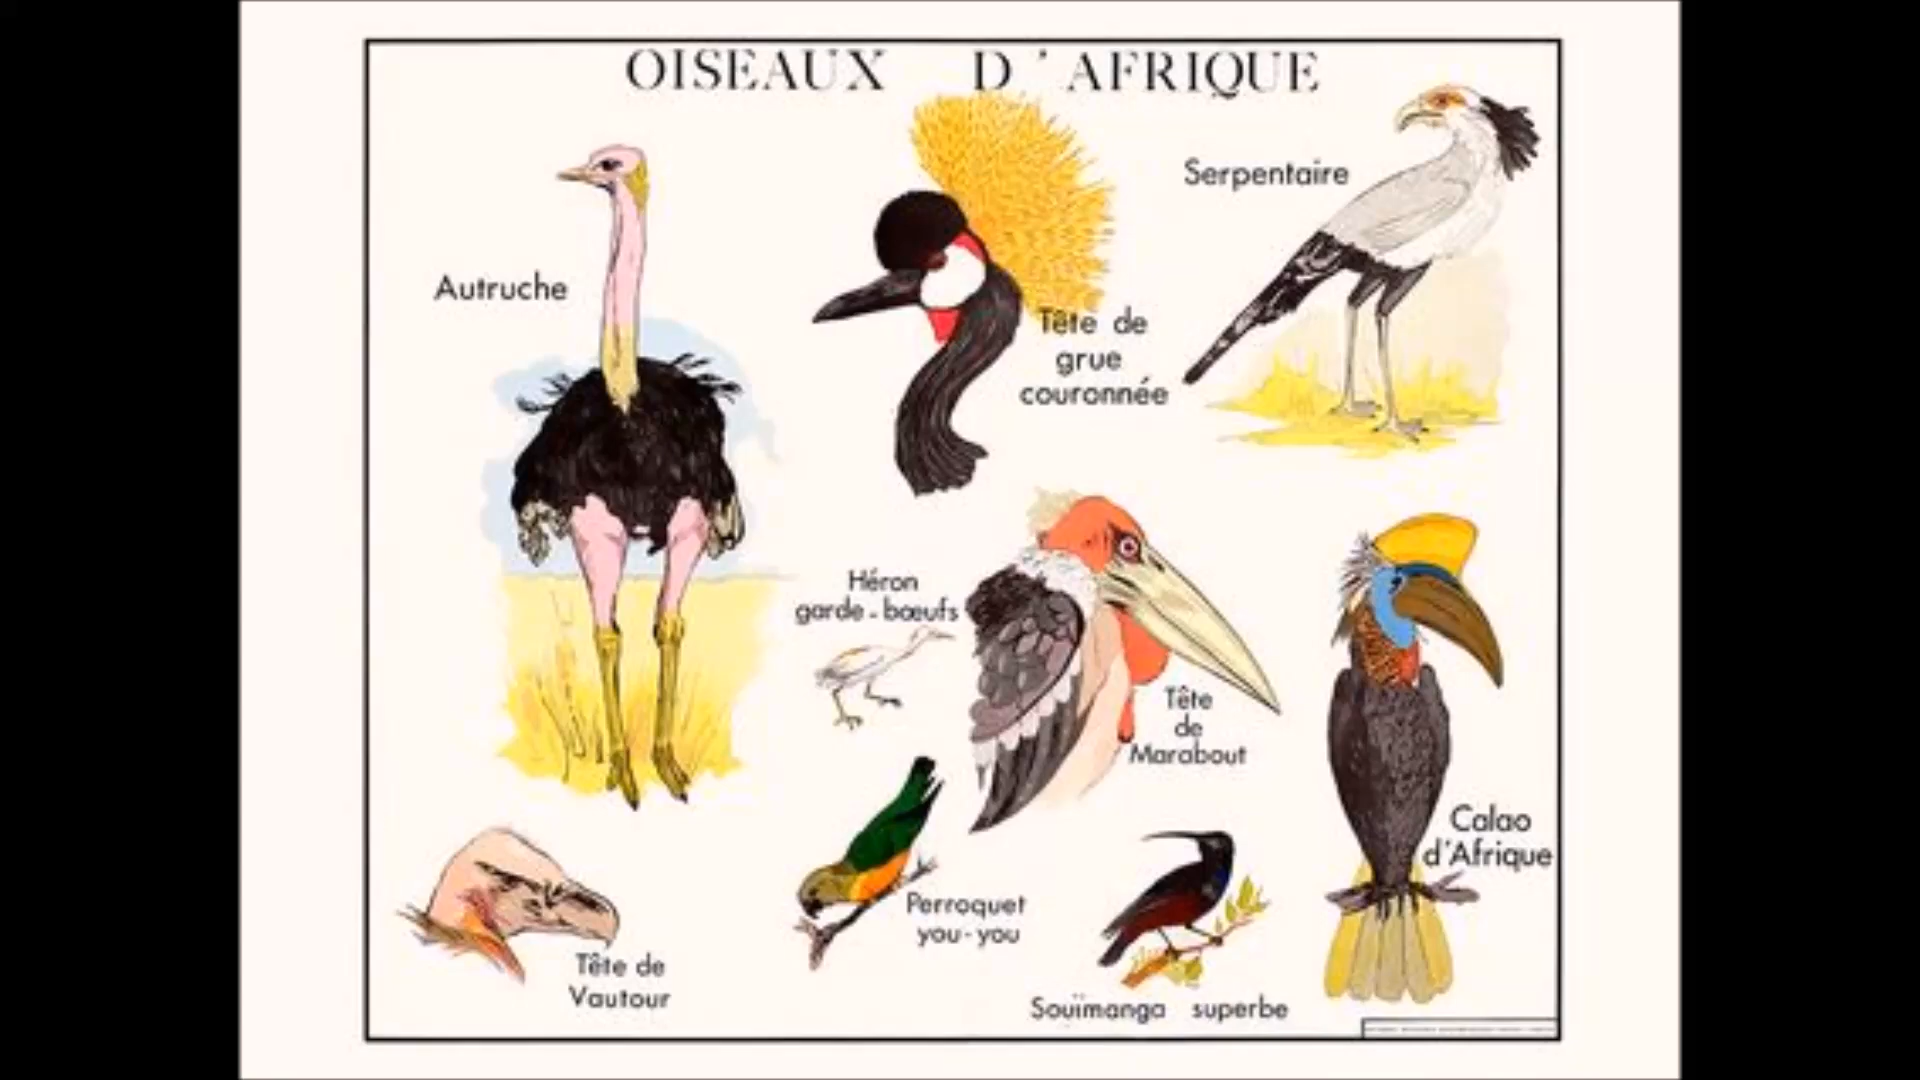 OISEAUX D'AFRIQUE
Serpentaire
Autruche
Tête de
grue
couronnée
Héron
garde-bœufs
Tête
de
Marabout
Calao
d'Afrique
Perroquet
you-you
Tête de
Vautour
Souïmanga superbe